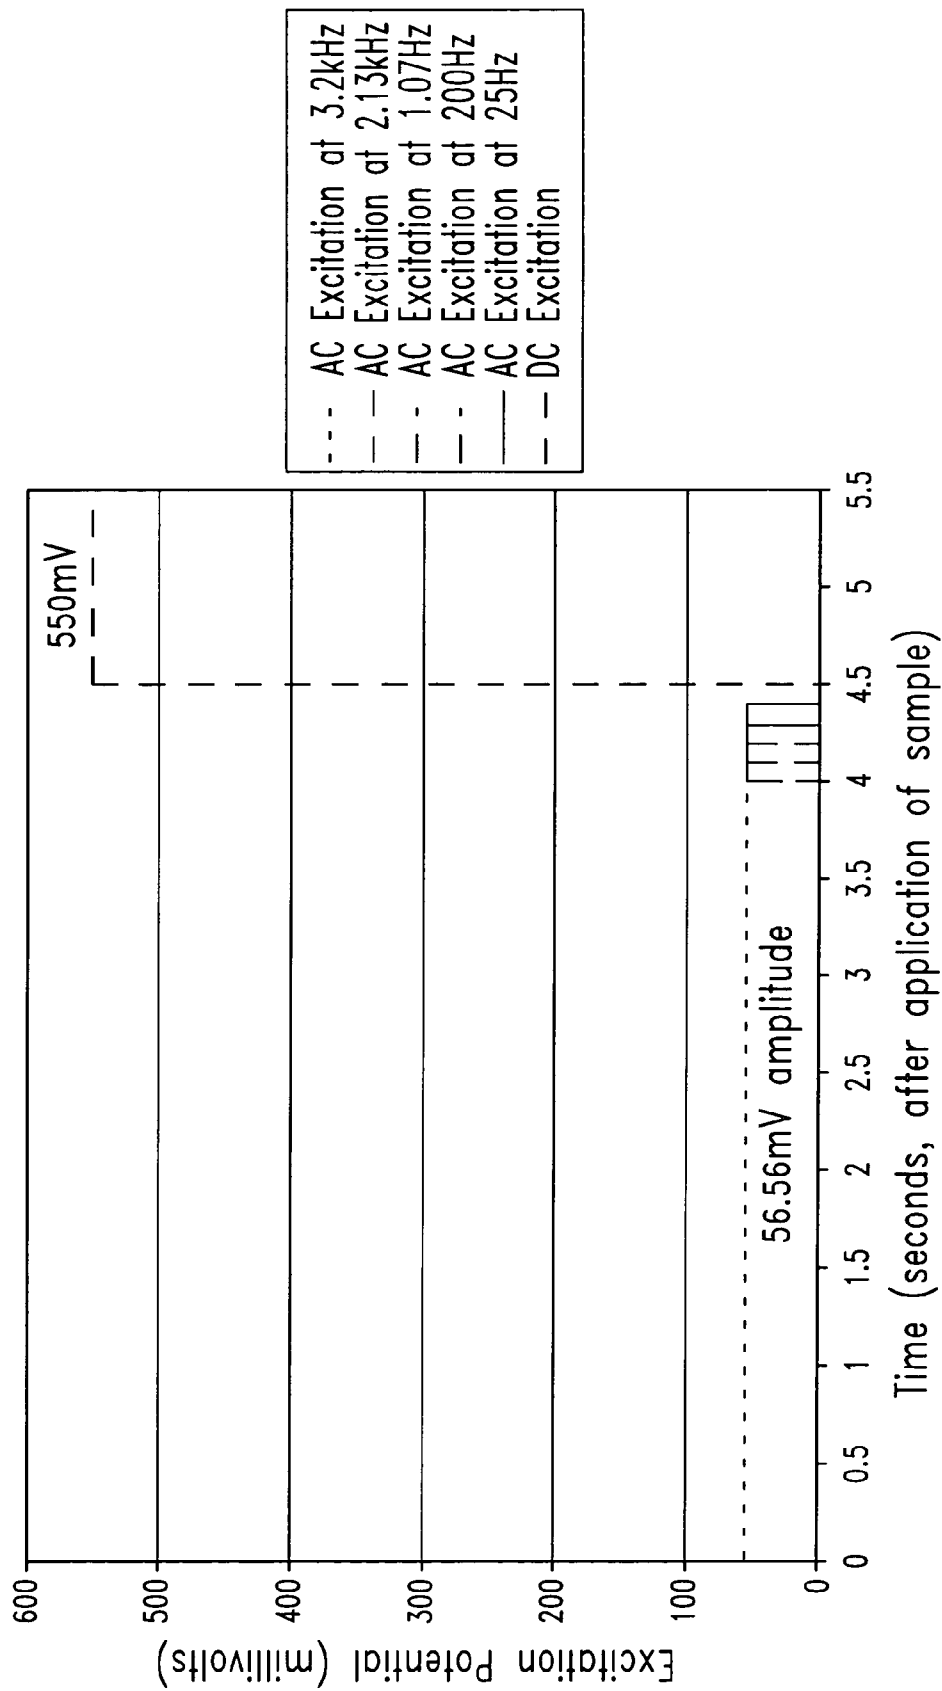 Excitation Potential (millivolts)
600
500
400
300
200
100
0
550mV
56.56mV amplitude
0 0.5 1 1.5 2 2.5 3 3.5 4 4.5 5 5.5
Time (seconds, after application of sample)
AC Excitation at 3.2kHz
AC Excitation at 2.13kHz
AC Excitation at 1.07Hz
AC Excitation at 200Hz
AC Excitation at 25Hz
DC Excitation